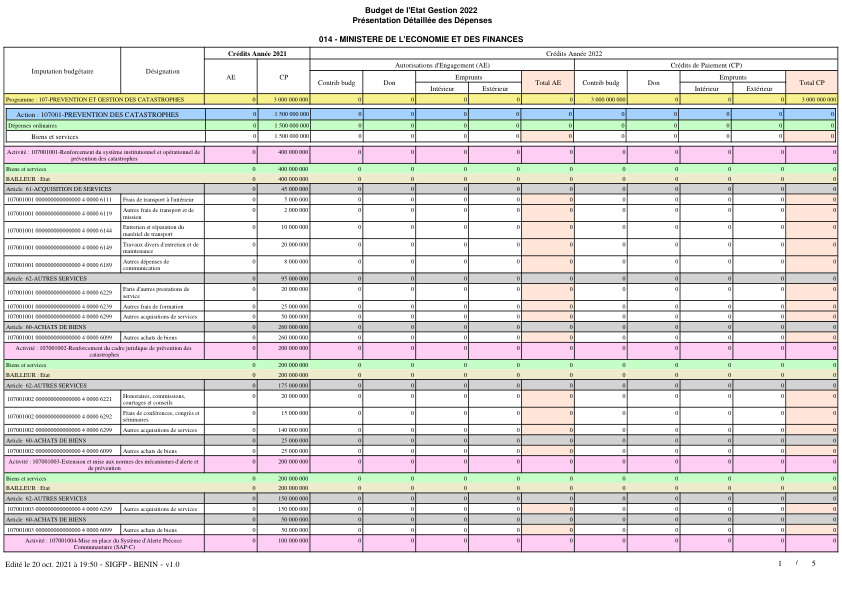 Budget de l'Etat Gestion 2022
Présentation Détaillée des Dépenses
014 - MINISTERE DE L'ECONOMIE ET DES FINANCES
Imputation budgétaire Désignation Crédits Année 2021 Crédits Année 2022
AE CP Autorisations d'Engagement (AE) Crédits de Paiement (CP)
Contrib budg Don Emprunts Total AE Contrib budg Don Emprunts Total CP
Intérieur Extérieur Intérieur Extérieur
Programme : 107-PREVENTION ET GESTION DES CATASTROPHES 0 3 000 000 000 0 0 0 0 0 3 000 000 000 0 0 0 3 000 000 000
Action : 107001-PREVENTION DES CATASTROPHES 0 1 500 000 000 0 0 0 0 0 0 0 0 0 0
Dépenses ordinaires 0 1 500 000 000 0 0 0 0 0 0 0 0 0 0
Biens et services 0 1 500 000 000 0 0 0 0 0 0 0 0 0 0
Activité : 107001001-Renforcement du système institutionnel et opérationnel de 0 400 000 000 0 0 0 0 0 0 0 0 0 0
prévention des catastrophes
Biens et services 0 400 000 000 0 0 0 0 0 0 0 0 0 0
BAILLEUR : Etat 0 400 000 000 0 0 0 0 0 0 0 0 0 0
Article 61-ACQUISITION DE SERVICES 0 45 000 000 0 0 0 0 0 0 0 0 0 0
107001001 0000000000000000 4 0000 6111 Frais de transport à l'intérieur 0 5 000 000 0 0 0 0 0 0 0 0 0 0
107001001 0000000000000000 4 0000 6119 Autres frais de transport et de 0 2 000 000 0 0 0 0 0 0 0 0 0 0
mission
107001001 0000000000000000 4 0000 6144 Entretien et réparation du 0 10 000 000 0 0 0 0 0 0 0 0 0 0
matériel de transport
107001001 0000000000000000 4 0000 6149 Travaux divers d'entretien et de 0 20 000 000 0 0 0 0 0 0 0 0 0 0
maintenance
107001001 0000000000000000 4 0000 6189 Autres dépenses de 0 8 000 000 0 0 0 0 0 0 0 0 0 0
communication
Article 62-AUTRES SERVICES 0 95 000 000 0 0 0 0 0 0 0 0 0 0
107001001 0000000000000000 4 0000 6229 Faris d'autres prestations de 0 20 000 000 0 0 0 0 0 0 0 0 0 0
service
107001001 0000000000000000 4 0000 6239 Autres frais de formation 0 25 000 000 0 0 0 0 0 0 0 0 0 0
107001001 0000000000000000 4 0000 6299 Autres acquisitions de services 0 50 000 000 0 0 0 0 0 0 0 0 0 0
Article 60-ACHATS DE BIENS 0 260 000 000 0 0 0 0 0 0 0 0 0 0
107001001 0000000000000000 4 0000 6099 Autres achats de biens 0 260 000 000 0 0 0 0 0 0 0 0 0 0
Activité : 107001002-Renforcement du cadre juridique de prévention des 0 200 000 000 0 0 0 0 0 0 0 0 0 0
catastrophes
Biens et services 0 200 000 000 0 0 0 0 0 0 0 0 0 0
BAILLEUR : Etat 0 200 000 000 0 0 0 0 0 0 0 0 0 0
Article 62-AUTRES SERVICES 0 175 000 000 0 0 0 0 0 0 0 0 0 0
107001002 0000000000000000 4 0000 6221 Honoraires, commissions, 0 20 000 000 0 0 0 0 0 0 0 0 0 0
courtages et conseils
107001002 0000000000000000 4 0000 6292 Frais de conférences, congrès et 0 15 000 000 0 0 0 0 0 0 0 0 0 0
séminaires
107001002 0000000000000000 4 0000 6299 Autres acquisitions de services 0 140 000 000 0 0 0 0 0 0 0 0 0 0
Article 60-ACHATS DE BIENS 0 25 000 000 0 0 0 0 0 0 0 0 0 0
107001002 0000000000000000 4 0000 6099 Autres achats de biens 0 25 000 000 0 0 0 0 0 0 0 0 0 0
Activité : 107001003-Extension et mise aux normes des mécanismes d'alerte et 0 200 000 000 0 0 0 0 0 0 0 0 0 0
de prévention
Biens et services 0 200 000 000 0 0 0 0 0 0 0 0 0 0
BAILLEUR : Etat 0 200 000 000 0 0 0 0 0 0 0 0 0 0
Article 62-AUTRES SERVICES 0 150 000 000 0 0 0 0 0 0 0 0 0 0
107001003 0000000000000000 4 0000 6299 Autres acquisitions de services 0 150 000 000 0 0 0 0 0 0 0 0 0 0
Article 60-ACHATS DE BIENS 0 50 000 000 0 0 0 0 0 0 0 0 0 0
107001003 0000000000000000 4 0000 6099 Autres achats de biens 0 50 000 000 0 0 0 0 0 0 0 0 0 0
Activité : 107001004-Mise en place du Système d'Alerte Précoce 0 100 000 000 0 0 0 0 0 0 0 0 0 0
Communautaire (SAP-C)
Edité le 20 oct. 2021 à 19:50 - SIGFP - BENIN - v1.0 1 / 5